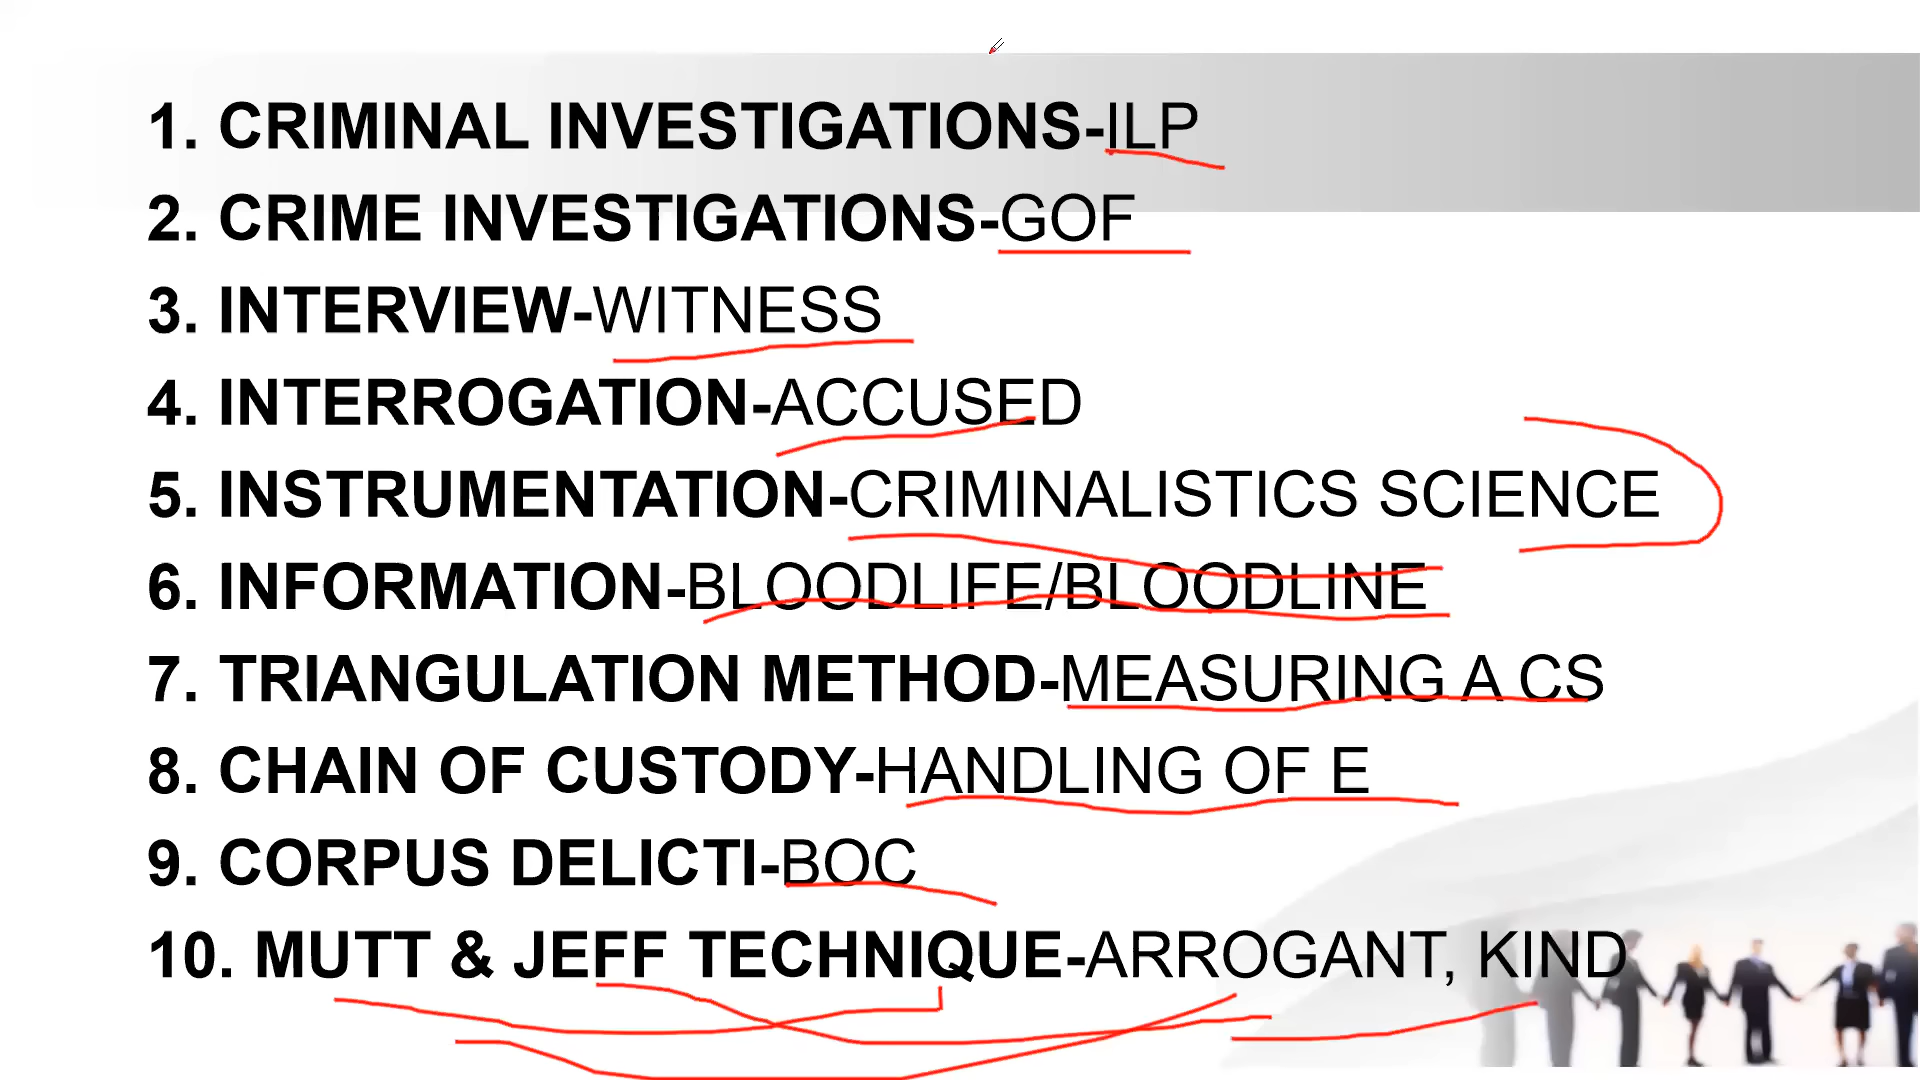 1. CRIMINAL INVESTIGATIONS-ILP
2. CRIME INVESTIGATIONS-GOF
3. INTERVIEW-WITNESS
4. INTERROGATION-ACCUSED
5. INSTRUMENTATION-CRIMINALISTICS SCIENCE
6. INFORMATION-BLOODLIFE/BLOODLINE
7. TRIANGULATION METHOD-MEASURING A CS
8. CHAIN OF CUSTODY-HANDLING OF E
9. CORPUS DELICTI-BOC
10. MUTT & JEFF TECHNIQUE-ARROGANT, KIND